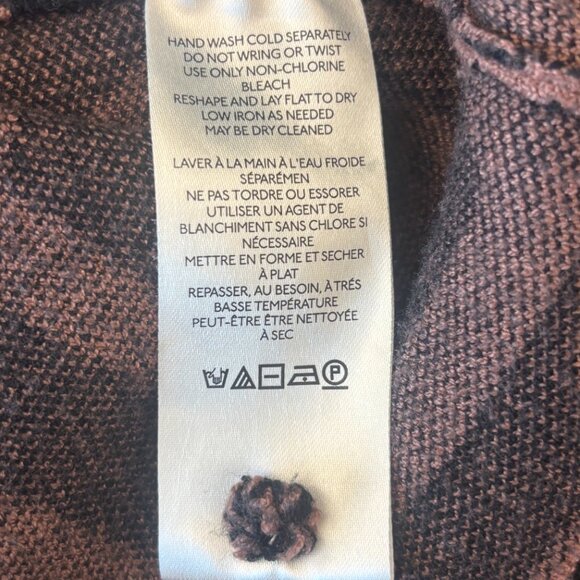 HAND WASH COLD SEPARATELY
DO NOT WRING OR TWIST
USE ONLY NON-CHLORINE
BLEACH
RESHAPE AND LAY FLAT TO DRY
LOW IRON AS NEEDED
MAY BE DRY CLEANED
LAVER À LA MAIN À L'EAU FROIDE
SÉPARÉMEN
NE PAS TORDRE OU ESSORER
UTILISER UN AGENT DE
BLANCHIMENT SANS CHLORE SI
NÉCESSAIRE
METTRE EN FORME ET SECHER
À PLAT
REPASSER, AU BESOIN, À TRÉS
BASSE TEMPÉRATURE
PEUT-ÊTRE ÊTRE NETTOYÉE
À SEC
P